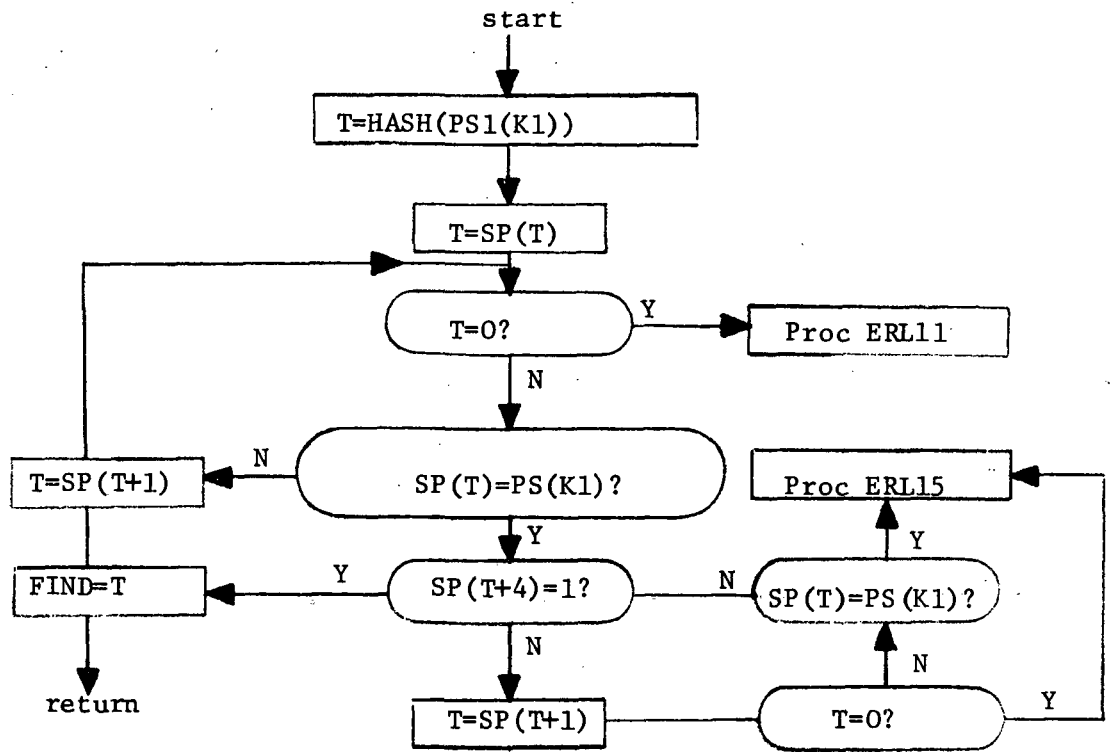 start
T=HASH(PS1(K1))
T=SP(T)
T=0?
Y
Proc ERL11
N
T=SP(T+1)
N
SP(T)=PS(K1)?
Proc ERL15
Y
Y
FIND=T
Y
SP(T+4)=1?
N
SP(T)=PS(K1)?
N
N
return
T=SP(T+1)
T=0?
Y